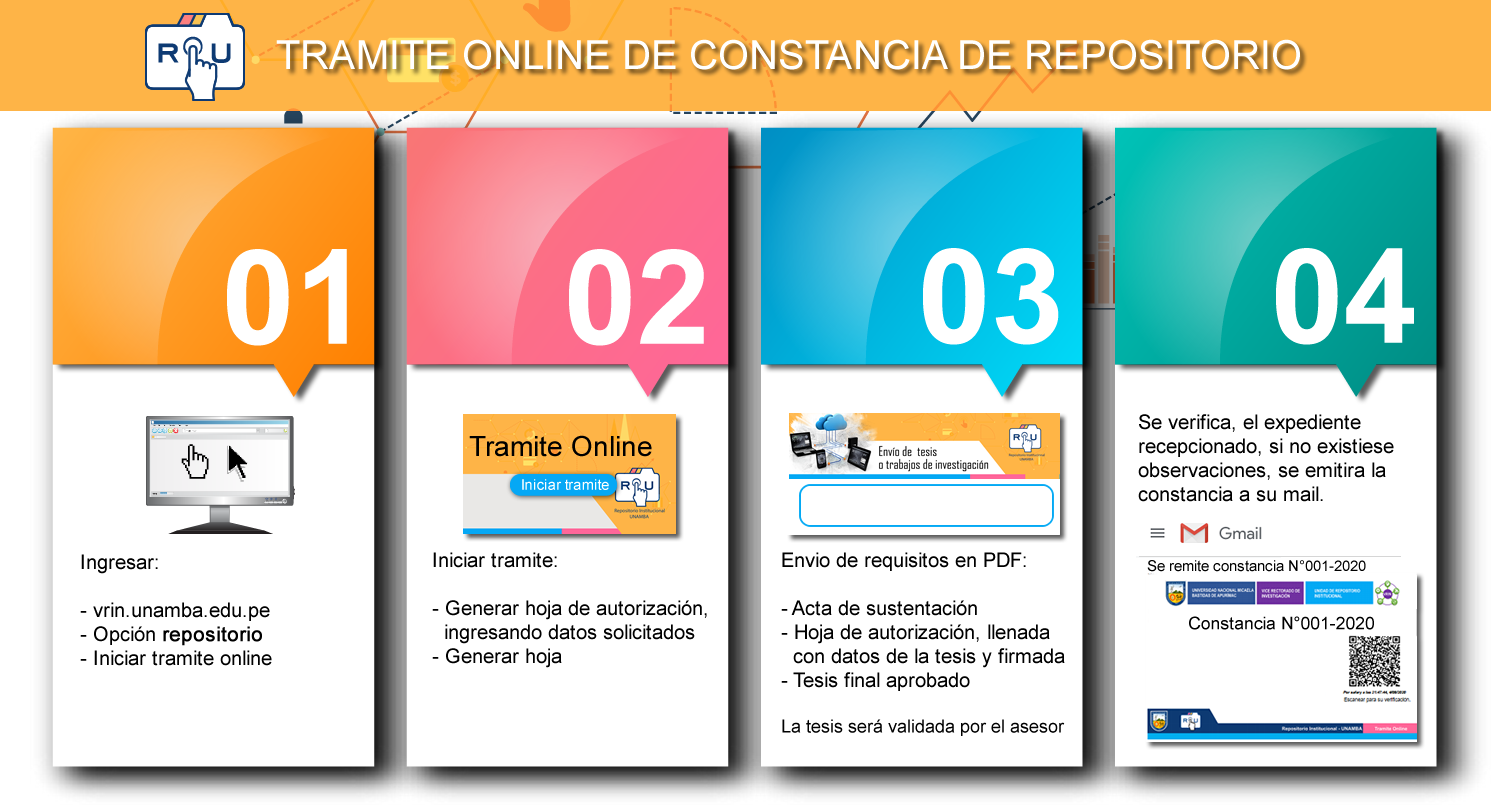 R U TRAMITE ONLINE DE CONSTANCIA DE REPOSITORIO
01
Ingresar:
- vrin.unamba.edu.pe
- Opción repositorio
- Iniciar tramite online
02
Tramite Online
Iniciar tramite
R U
Repositorio Institucional
UNAMBA
Iniciar tramite:
- Generar hoja de autorización,
ingresando datos solicitados
- Generar hoja
03
Envío de tesis
o trabajos de investigación
R U
Repositorio Institucional
UNAMBA
Envio de requisitos en PDF:
- Acta de sustentación
- Hoja de autorización, llenada
con datos de la tesis y firmada
- Tesis final aprobado
La tesis será validada por el asesor
04
Se verifica, el expediente
recepcionado, si no existiese
observaciones, se emitira la
constancia a su mail.
Gmail
Se remite constancia N°001-2020
UNIVERSIDAD NACIONAL MICAELA
BASTIDAS DE APURÍMAC
VICE RECTORADO DE
INVESTIGACIÓN
UNIDAD DE REPOSITORIO
INSTITUCIONAL
Constancia N°001-2020
Escanear para su verificación.
R U
Repositorio Institucional - UNAMBA
Tramite Online